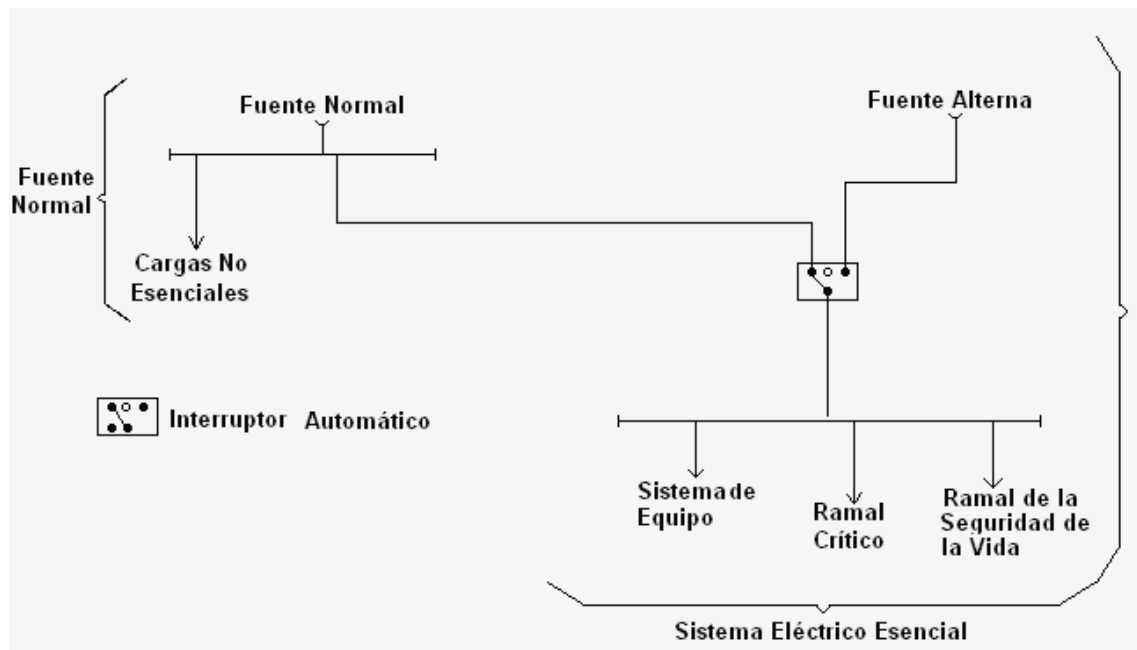 Fuente Normal
Fuente Alterna
Fuente
Normal
Cargas No
Esenciales
Interruptor Automático
Sistema de
Equipo
Ramal
Crítico
Ramal de la
Seguridad de
la Vida
Sistema Eléctrico Esencial